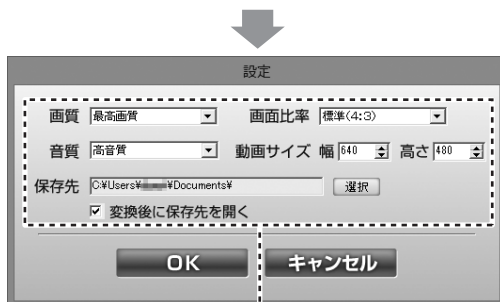 設定
画質 最高画質 画面比率 標準(4:3)
音質 高音質 動画サイズ 幅 640 高さ 480
保存先 C:¥Users¥ ¥Documents¥ 選択
変換後に保存先を開く
OK キャンセル